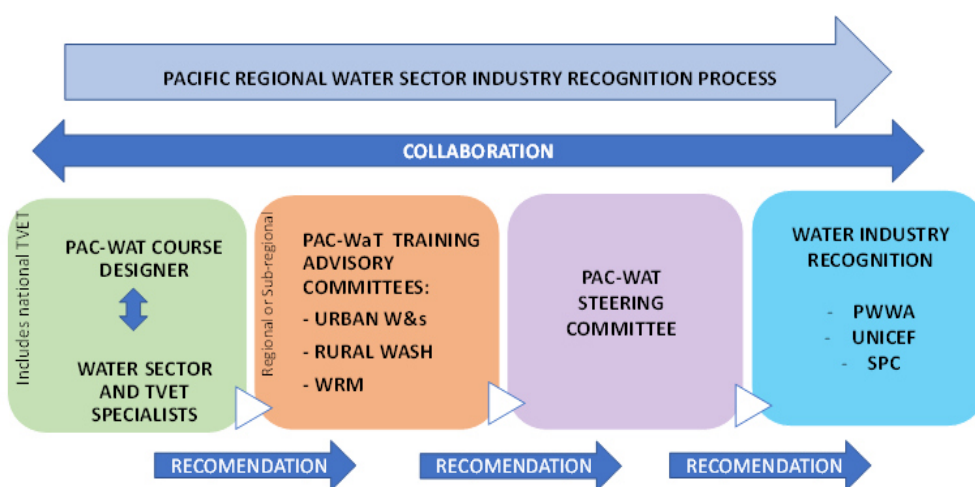 PACIFIC REGIONAL WATER SECTOR INDUSTRY RECOGNITION PROCESS
COLLABORATION
Includes national TVET
PAC-WAT COURSE
DESIGNER
WATER SECTOR
AND TVET
SPECIALISTS
Regional or Sub-regional
PAC-WaT TRAINING
ADVISORY
COMMITTEES:
- URBAN W&s
- RURAL WASH
- WRM
PAC-WAT
STEERING
COMMITTEE
WATER INDUSTRY
RECOGNITION
- PWWA
- UNICEF
- SPC
RECOMENDATION
RECOMENDATION
RECOMENDATION